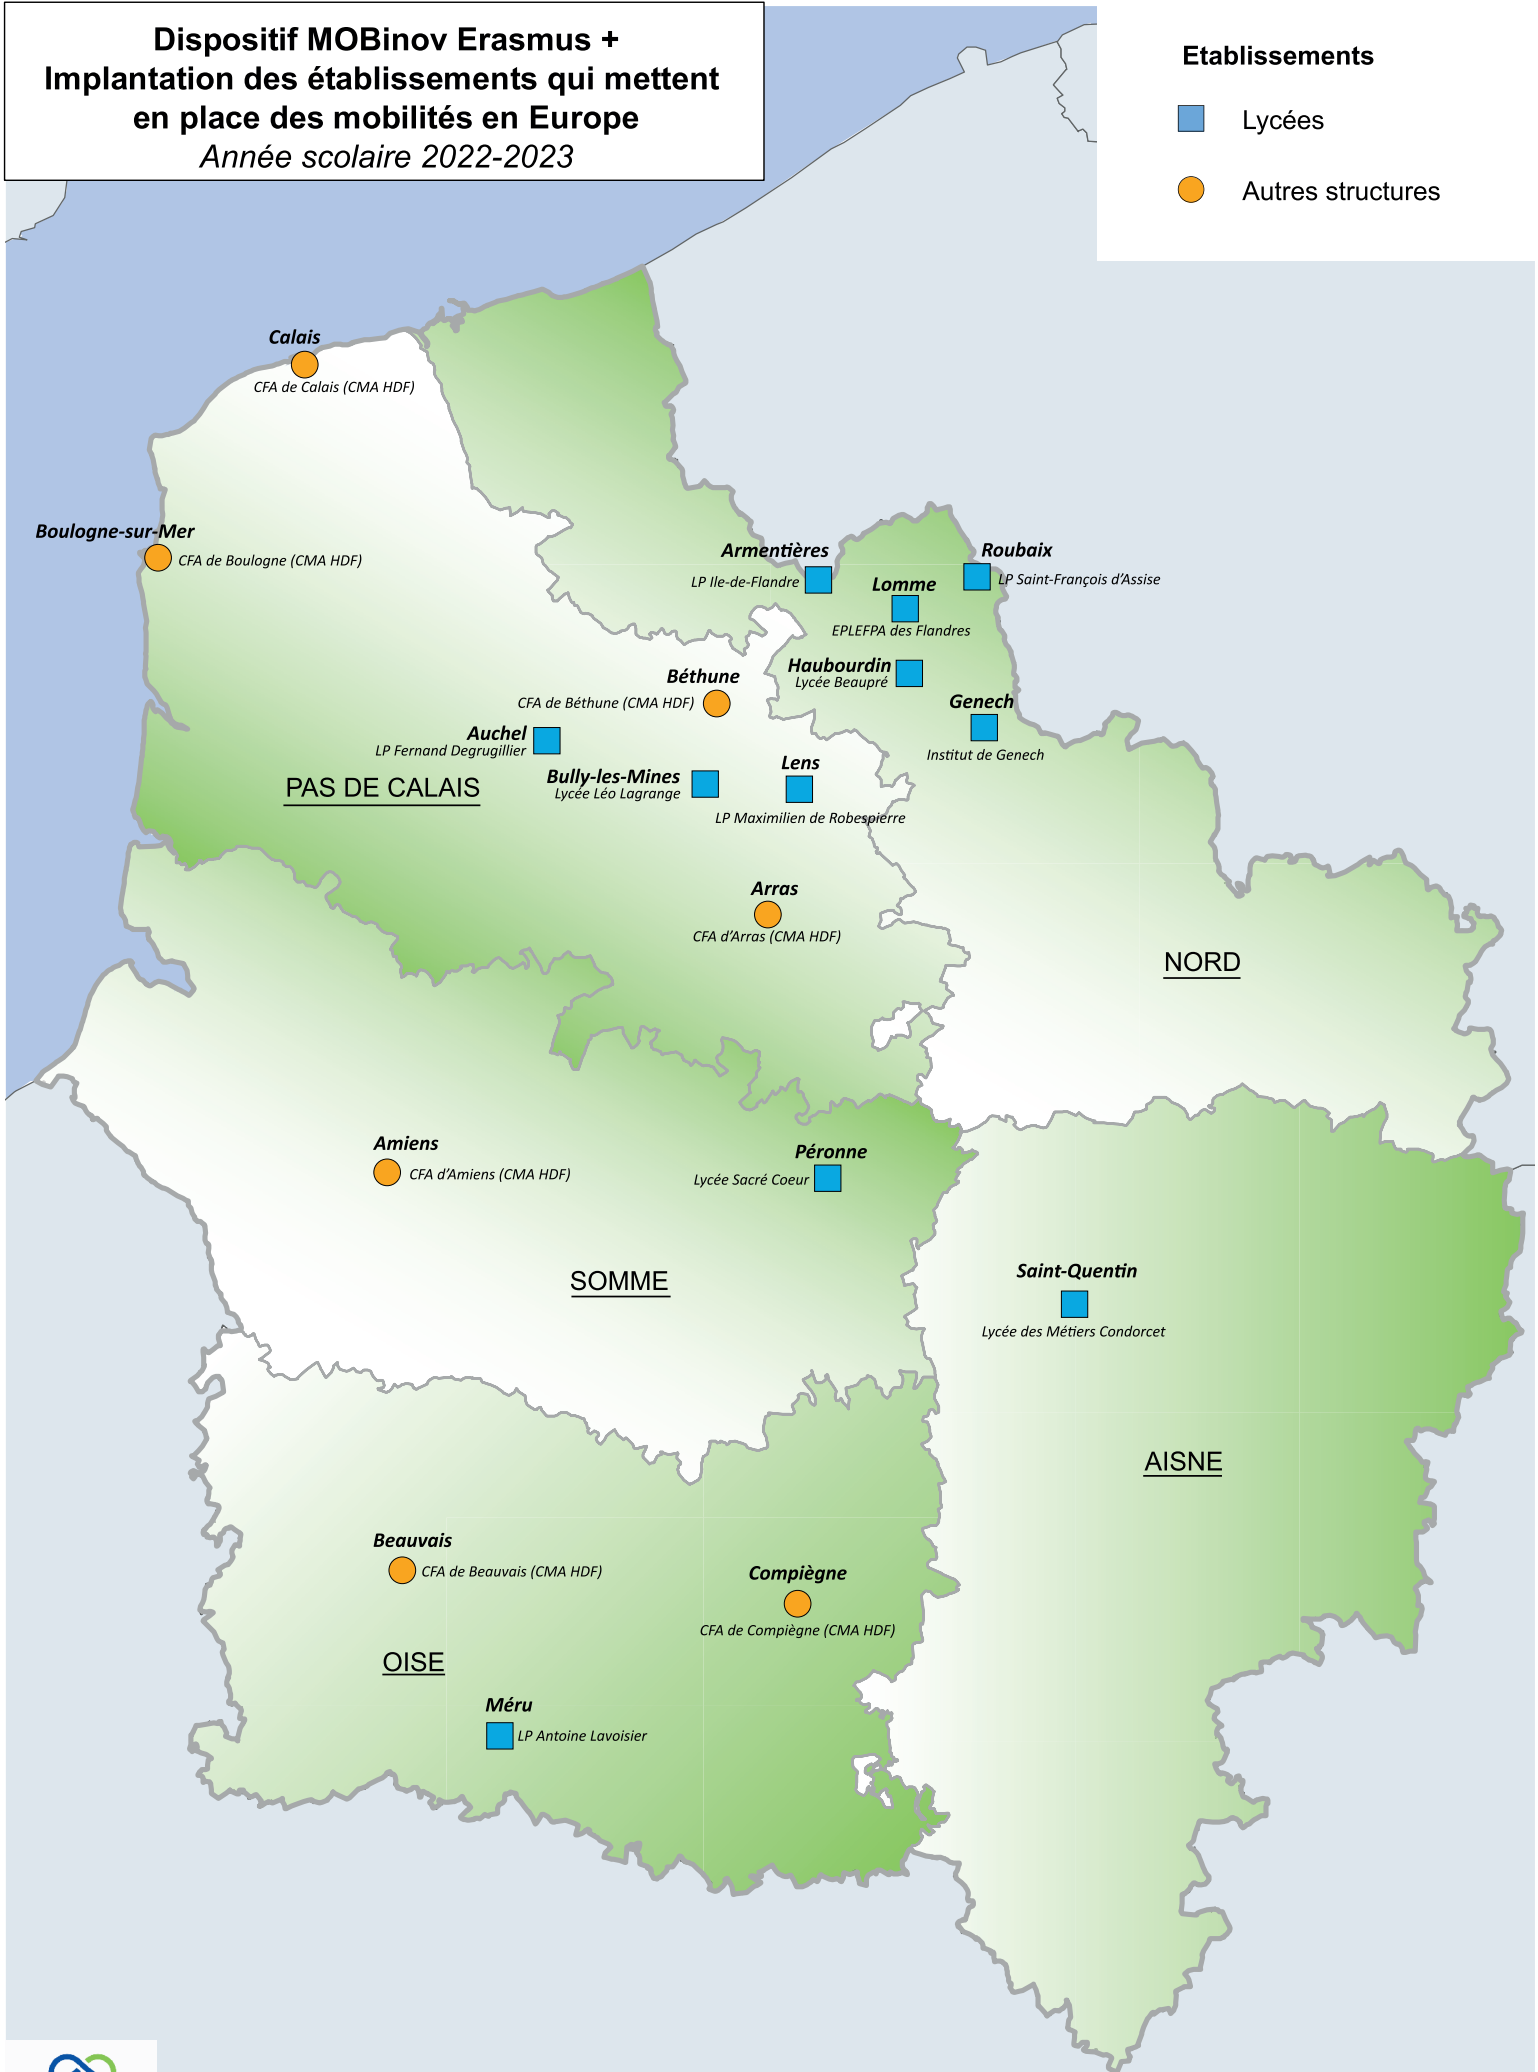 Dispositif MOBinov Erasmus +
Implantation des établissements qui mettent
en place des mobilités en Europe
Année scolaire 2022-2023
Etablissements
Lycées
Autres structures
Calais
CFA de Calais (CMA HDF)
Boulogne-sur-Mer
CFA de Boulogne (CMA HDF)
Armentières
LP Ile-de-Flandre
Roubaix
LP Saint-François d'Assise
Lomme
EPLEFPA des Flandres
Haubourdin
Lycée Beaupré
Béthune
CFA de Béthune (CMA HDF)
Genech
Institut de Genech
Auchel
LP Fernand Degrugillier
Bully-les-Mines
Lycée Léo Lagrange
Lens
LP Maximilien de Robespierre
PAS DE CALAIS
Arras
CFA d'Arras (CMA HDF)
NORD
Amiens
CFA d'Amiens (CMA HDF)
Péronne
Lycée Sacré Coeur
SOMME
Saint-Quentin
Lycée des Métiers Condorcet
AISNE
Beauvais
CFA de Beauvais (CMA HDF)
Compiègne
CFA de Compiègne (CMA HDF)
OISE
Méru
LP Antoine Lavoisier